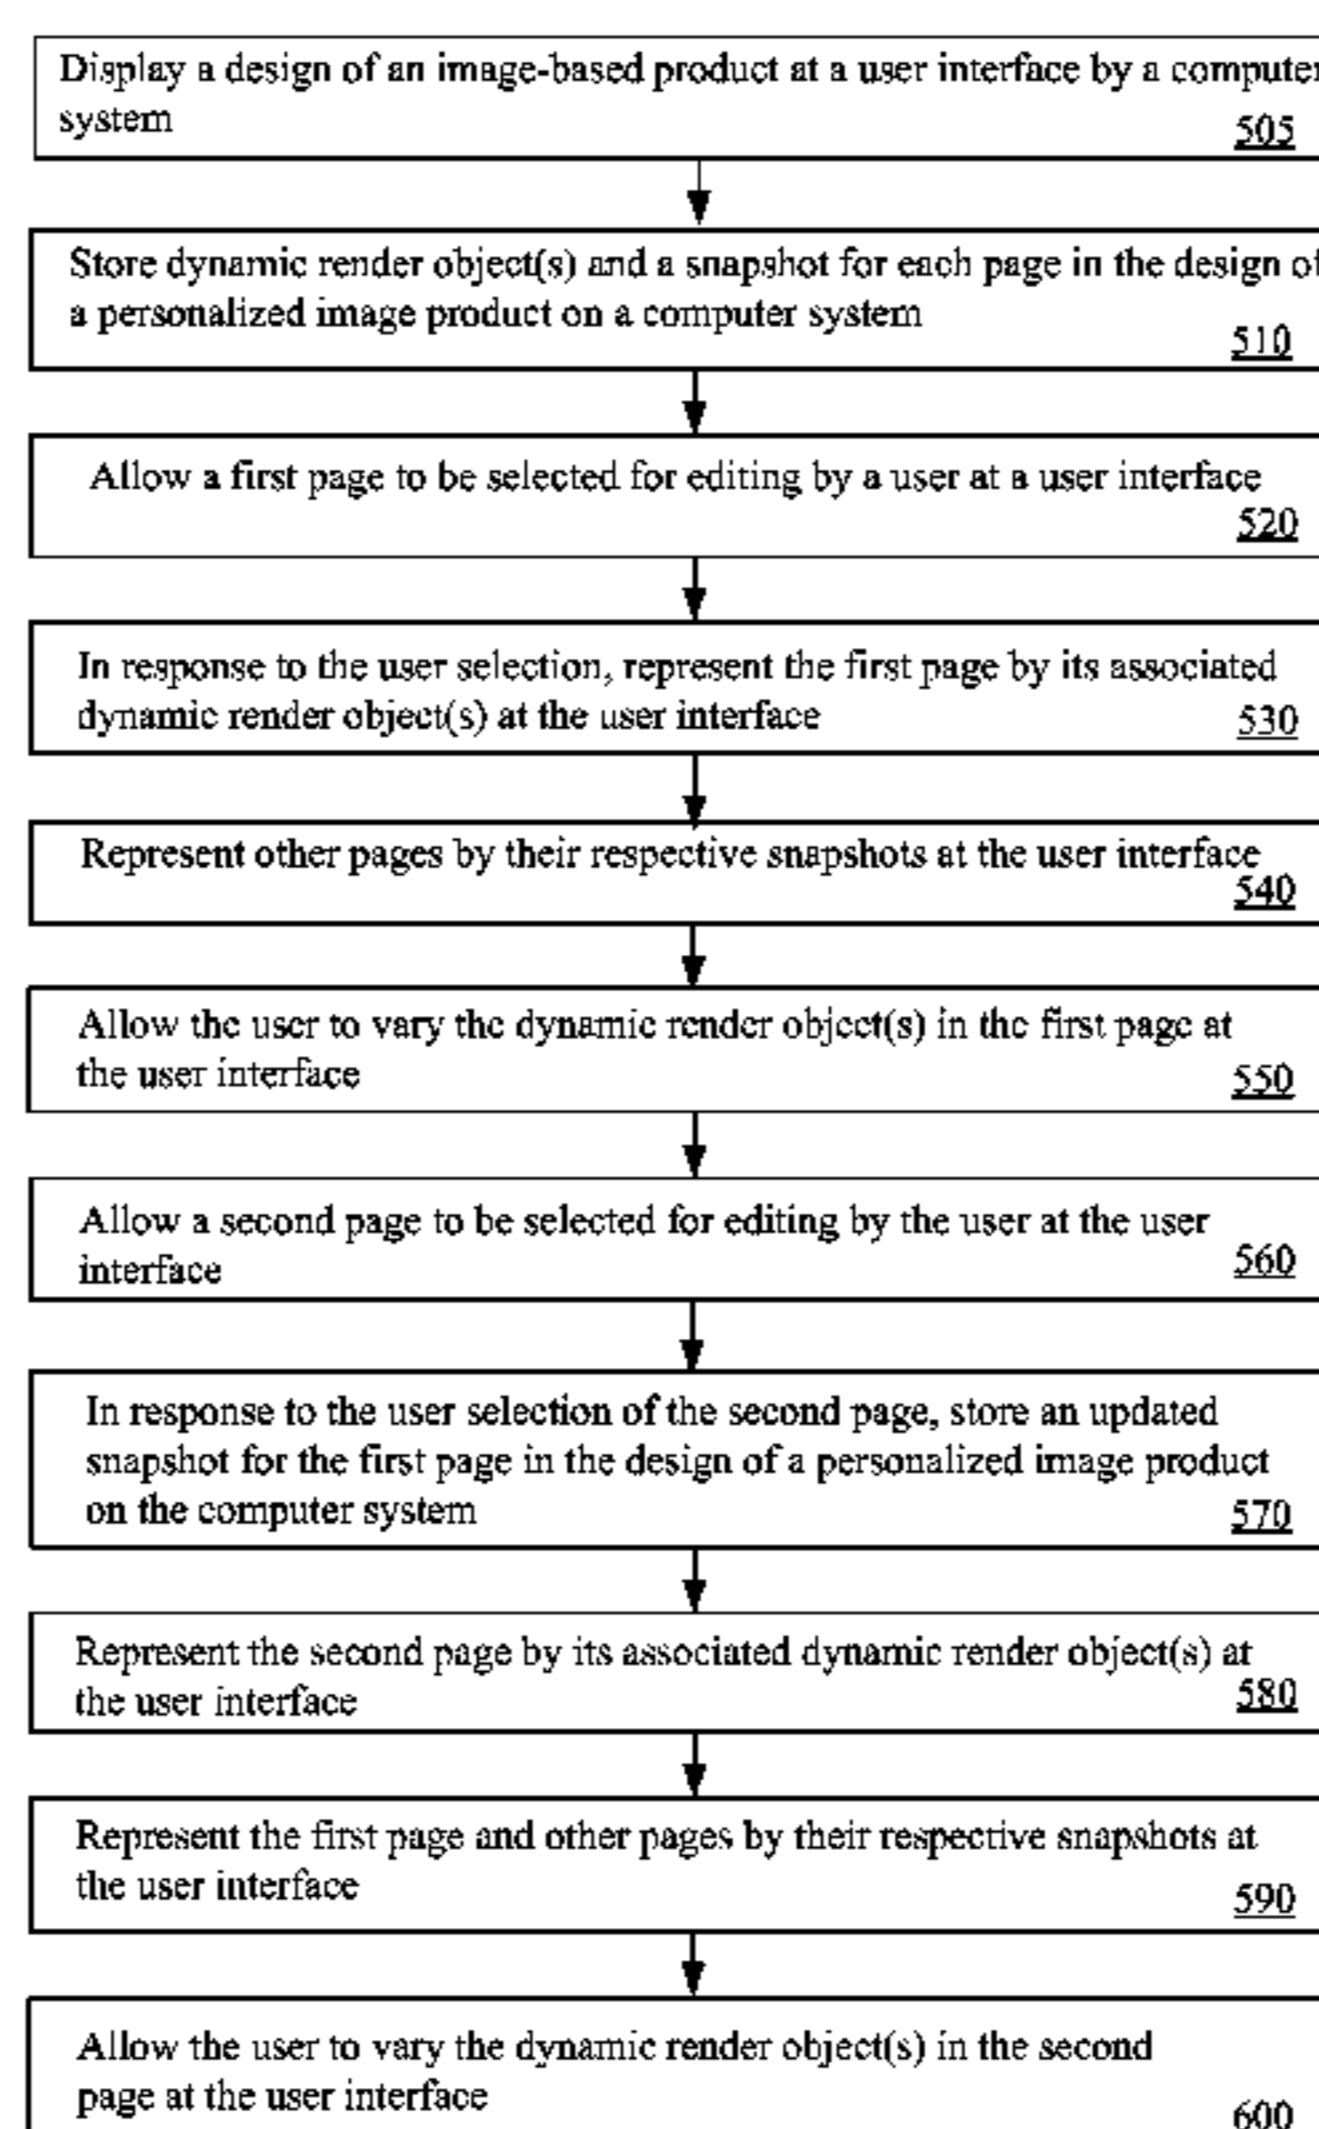 Display a design of an image-based product at a user interface by a computer
system
505
Store dynamic render object(s) and a snapshot for each page in the design of
a personalized image product on a computer system
510
Allow a first page to be selected for editing by a user at a user interface
520
In response to the user selection, represent the first page by its associated
dynamic render object(s) at the user interface
530
Represent other pages by their respective snapshots at the user interface
540
Allow the user to vary the dynamic render object(s) in the first page at
the user interface
550
Allow a second page to be selected for editing by the user at the user
interface
560
In response to the user selection of the second page, store an updated
snapshot for the first page in the design of a personalized image product
on the computer system
570
Represent the second page by its associated dynamic render object(s) at
the user interface
580
Represent the first page and other pages by their respective snapshots at
the user interface
590
Allow the user to vary the dynamic render object(s) in the second
page at the user interface
600